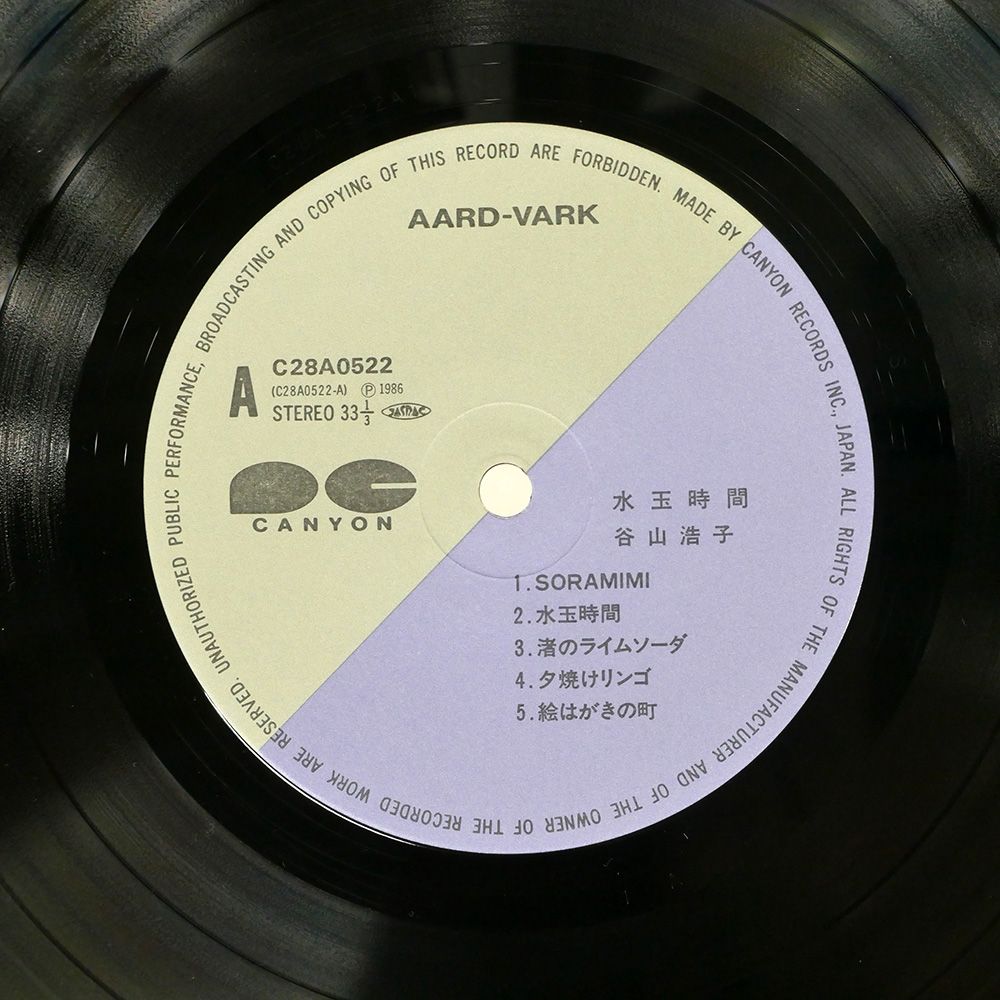 UNAUTHORIZED PUBLIC PERFORMANCE, BROADCASTING AND COPYING OF THIS RECORD ARE FORBIDDEN. MADE BY CANYON RECORDS INC., JAPAN. ALL RIGHTS OF THE MANUFACTURER AND OF THE OWNER OF THE RECORDED WORK ARE RESERVED.
AARD-VARK
A
C28A0522
(C28A0522-A) Ⓟ 1986
STEREO 33⅓ JASRAC
CANYON
水玉時間
谷山浩子
1.SORAMIMI
2.水玉時間
3.渚のライムソーダ
4.夕焼けリンゴ
5.絵はがきの町